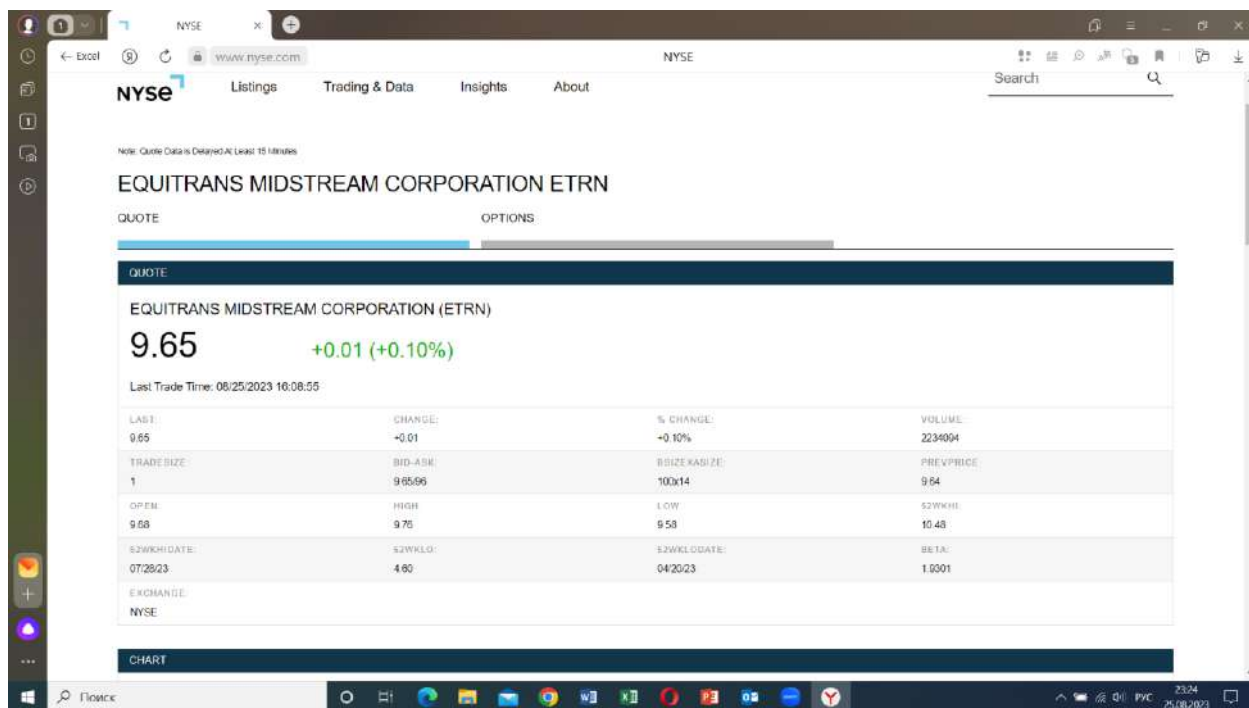 1 NYSE
← Excel www.nyse.com NYSE
NYSE Listings Trading & Data Insights About Search
Note: Quote Data is Delayed At Least 15 Minutes
EQUITRANS MIDSTREAM CORPORATION ETRN
QUOTE OPTIONS
QUOTE
EQUITRANS MIDSTREAM CORPORATION (ETRN)
9.65 +0.01 (+0.10%)
Last Trade Time: 08/25/2023 16:08:55
LAST: CHANGE: % CHANGE: VOLUME:
9.65 +0.01 +0.10% 2234094
TRADESIZE: BID-ASK: BSIZEXASIZE: PREVPRICE
1 9.65/96 100x14 9.64
OPEN: HIGH LOW 52WKHI:
9.68 9.76 9.58 10.48
52WKHIDATE: 52WKLO: 52WKLODATE: BETA:
07/28/23 4.60 04/20/23 1.9301
EXCHANGE:
NYSE
CHART
Поиск РУС 23:24
25.08.2023